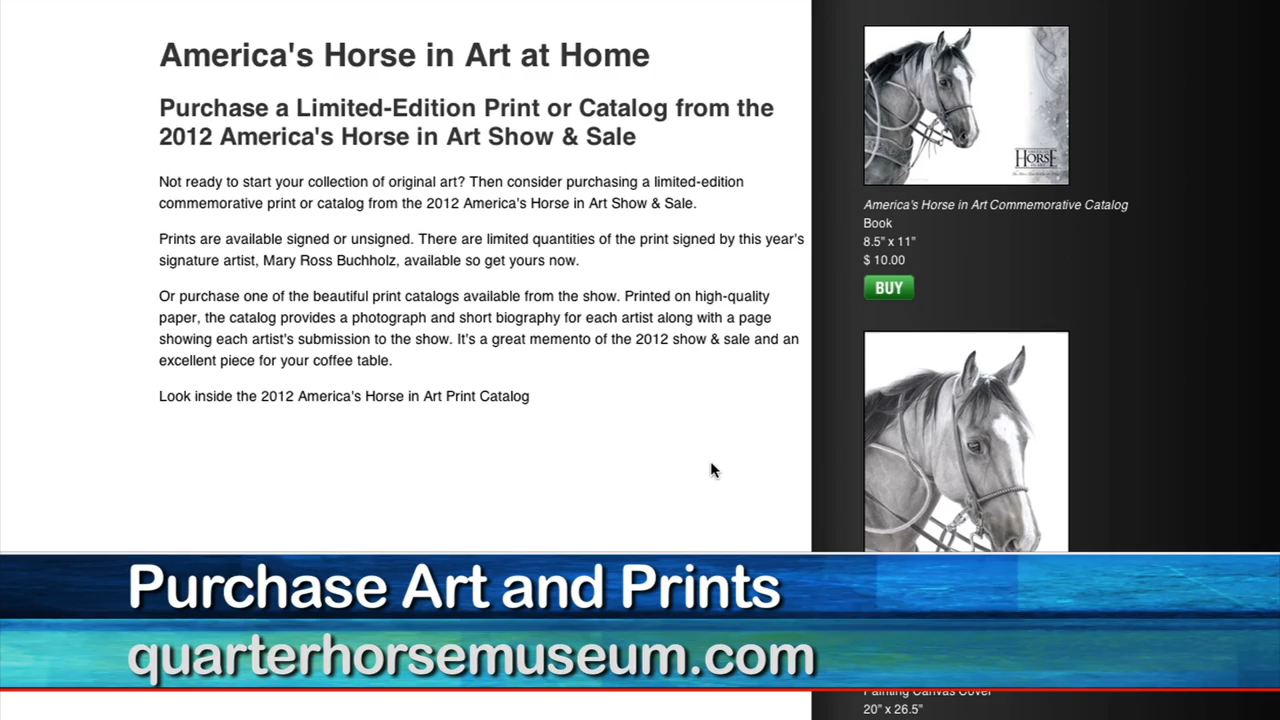 America's Horse in Art at Home
Purchase a Limited-Edition Print or Catalog from the
2012 America's Horse in Art Show & Sale
Not ready to start your collection of original art? Then consider purchasing a limited-edition
commemorative print or catalog from the 2012 America's Horse in Art Show & Sale.
Prints are available signed or unsigned. There are limited quantities of the print signed by this year's
signature artist, Mary Ross Buchholz, available so get yours now.
Or purchase one of the beautiful print catalogs available from the show. Printed on high-quality
paper, the catalog provides a photograph and short biography for each artist along with a page
showing each artist's submission to the show. It's a great memento of the 2012 show & sale and an
excellent piece for your coffee table.
Look inside the 2012 America's Horse in Art Print Catalog
HORSE
America's Horse in Art Commemorative Catalog
Book
8.5" x 11"
$ 10.00
BUY
Painting Canvas Cover
20" x 26.5"
Purchase Art and Prints
quarterhorsemuseum.com